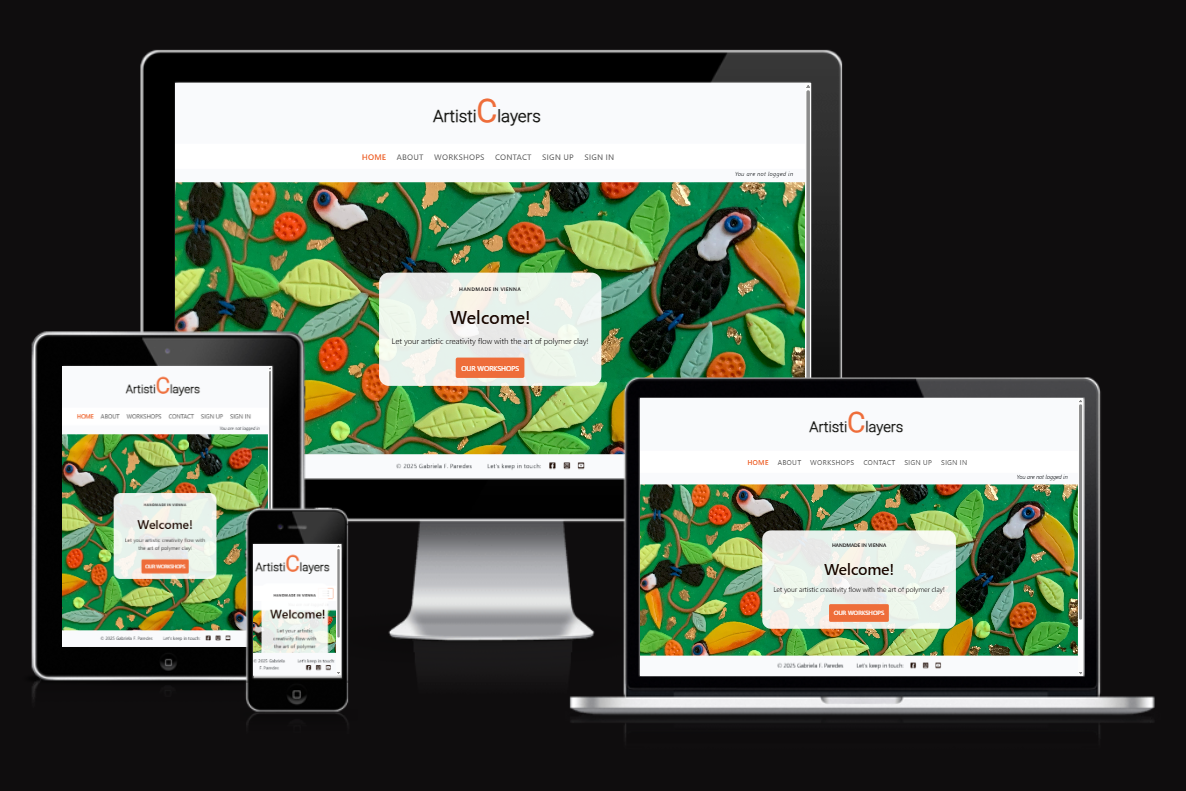 ArtistiClayers
HOME ABOUT WORKSHOPS CONTACT SIGN UP SIGN IN
You are not logged in
HANDMADE IN VIENNA
Welcome!
Let your artistic creativity flow with the art of polymer clay!
OUR WORKSHOPS
© 2025 Gabriela F. Paredes Let's keep in touch:
ArtistiClayers
HOME ABOUT WORKSHOPS CONTACT SIGN UP SIGN IN
You are not logged in
HANDMADE IN VIENNA
Welcome!
Let your artistic creativity flow with
the art of polymer clay!
OUR WORKSHOPS
© 2025 Gabriela F. Paredes Let's keep in touch:
ArtistiClayers
HANDMADE IN VIENNA
Welcome!
Let your artistic
creativity flow with
the art of polymer
© 2025 Gabriela Let's keep in touch:
F. Paredes
ArtistiClayers
HOME ABOUT WORKSHOPS CONTACT SIGN UP SIGN IN
You are not logged in
HANDMADE IN VIENNA
Welcome!
Let your artistic creativity flow with the art of polymer clay!
OUR WORKSHOPS
© 2025 Gabriela F. Paredes Let's keep in touch: